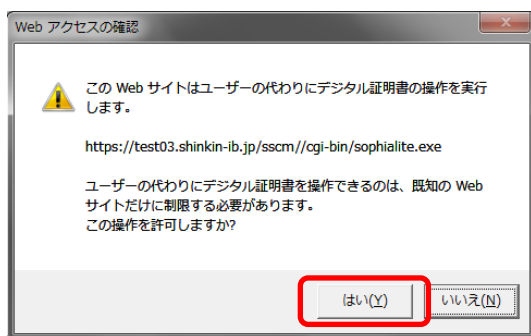 Web アクセスの確認
この Web サイトはユーザーの代わりにデジタル証明書の操作を実行
します。
https://test03.shinkin-ib.jp/sscm//cgi-bin/sophialite.exe
ユーザーの代わりにデジタル証明書を操作できるのは、既知の Web
サイトだけに制限する必要があります。
この操作を許可しますか?
はい(Y) いいえ(N)